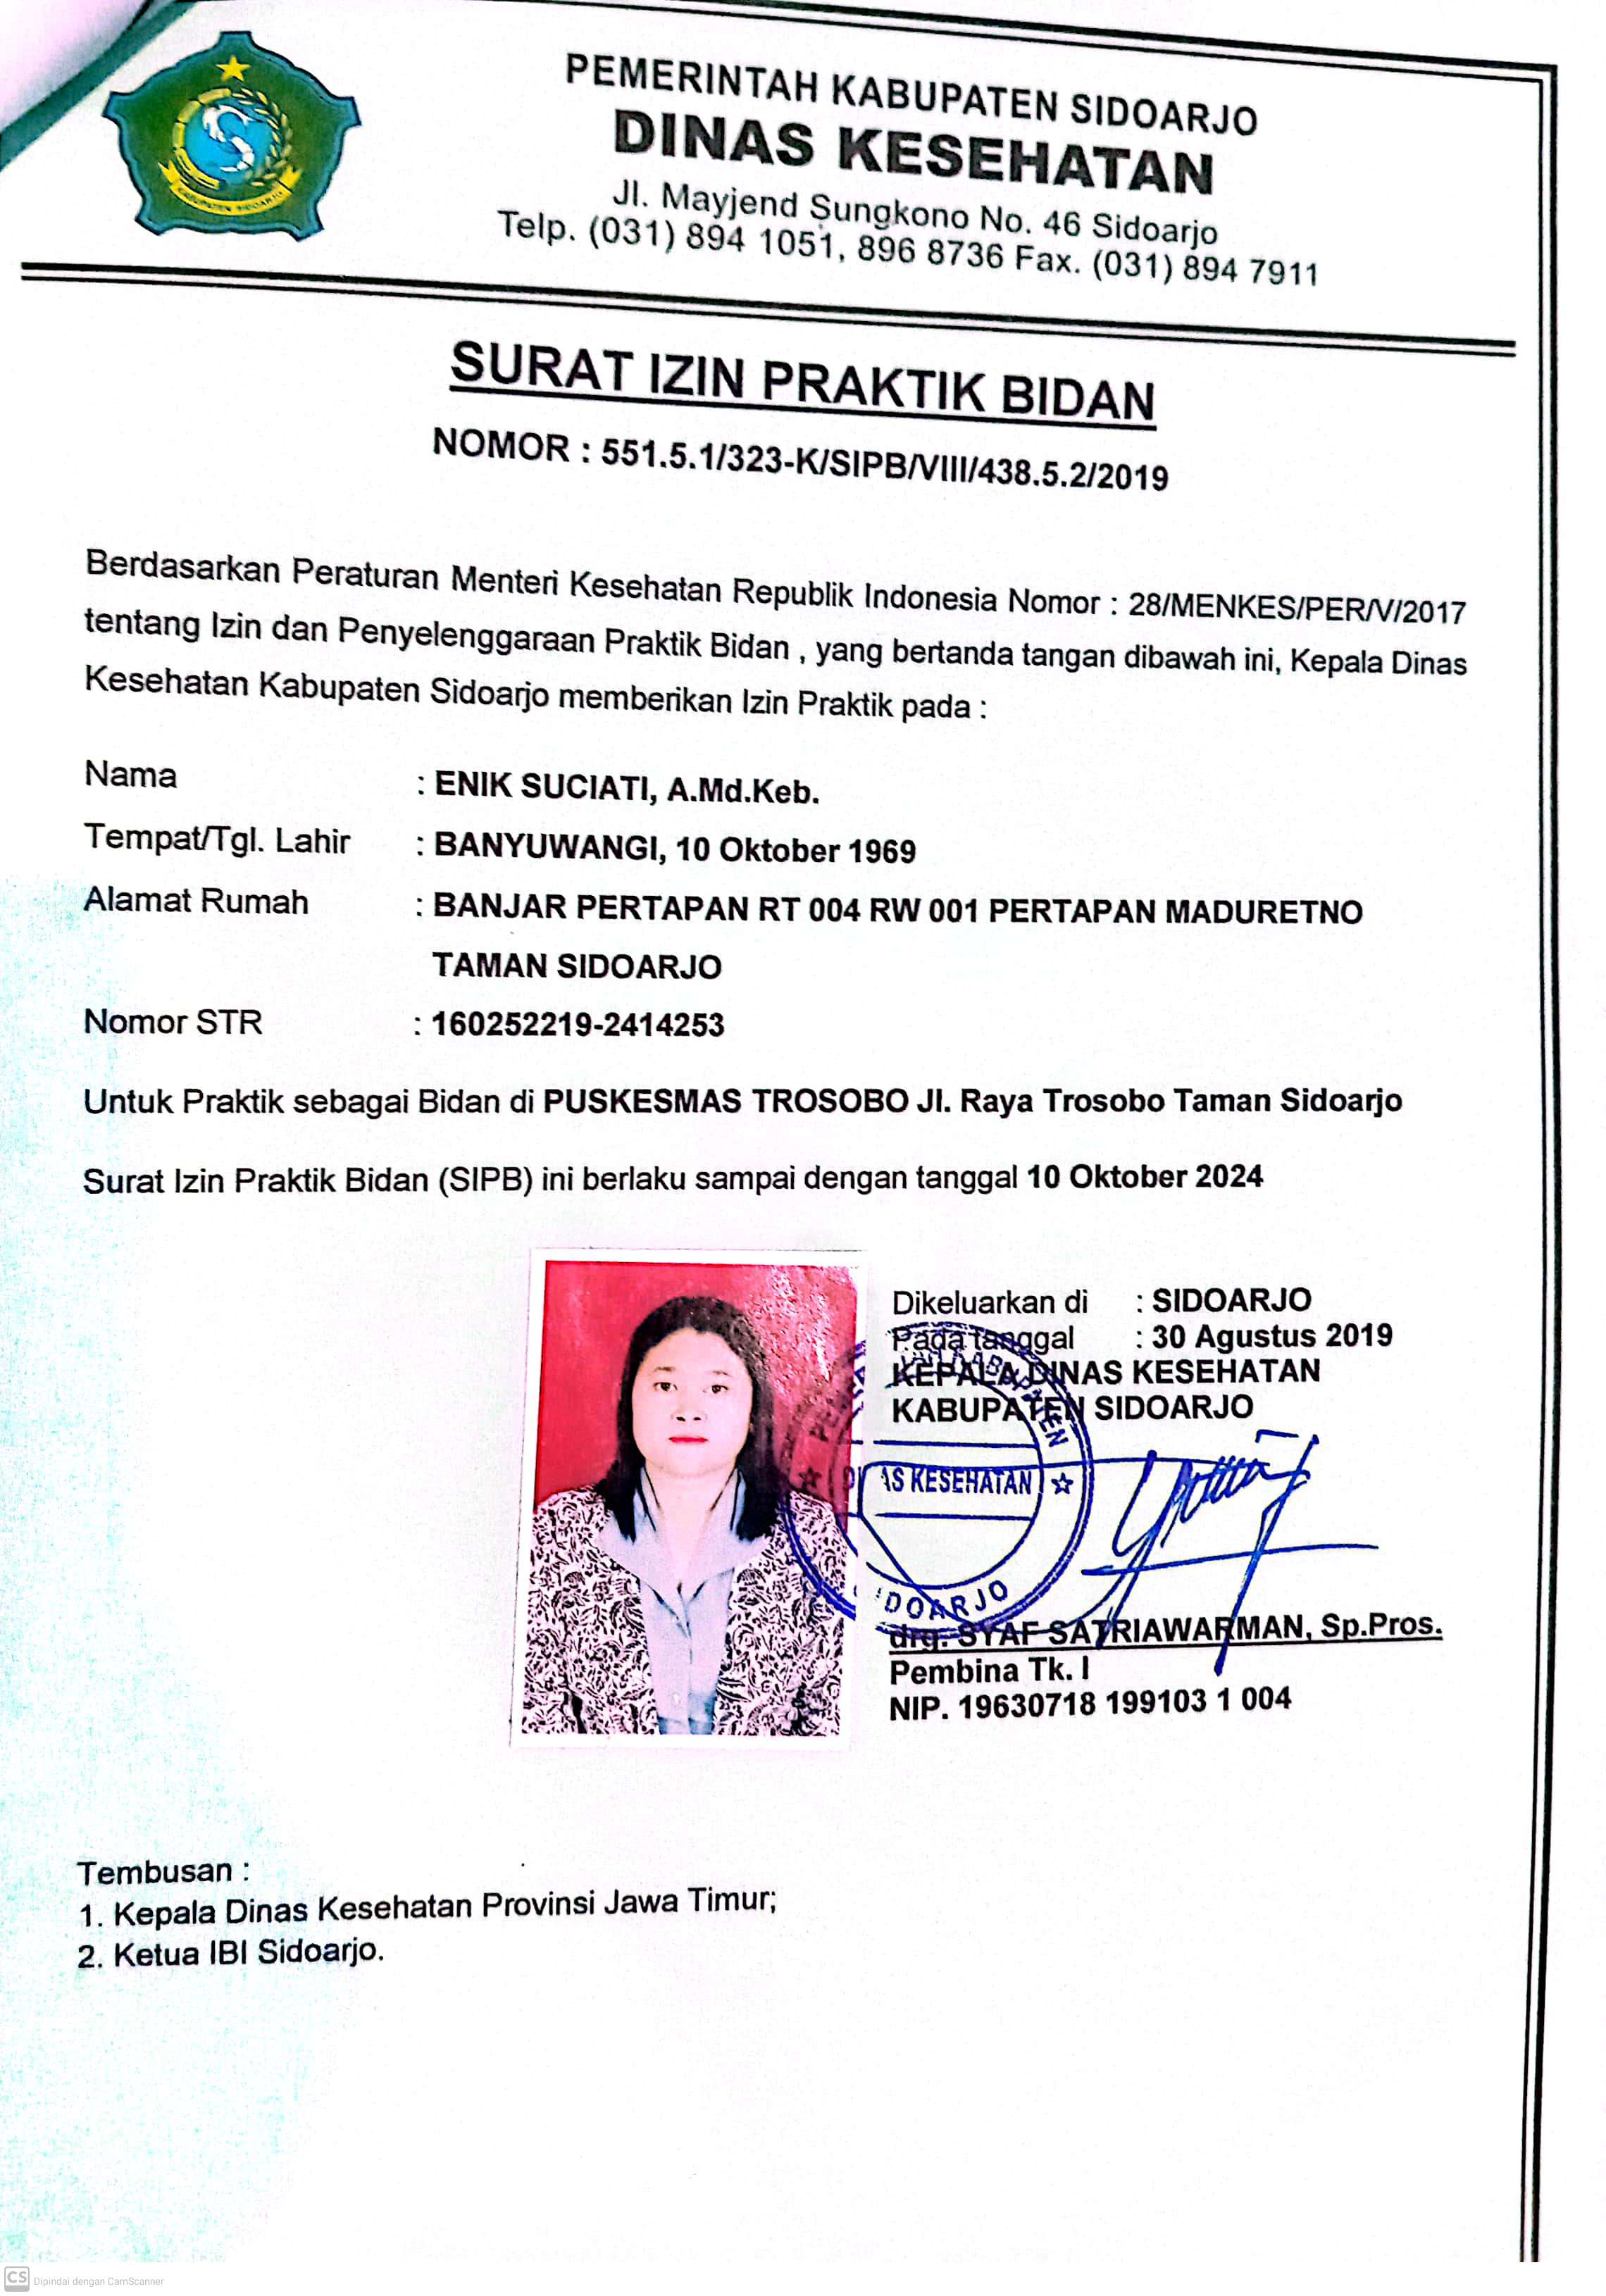 PEMERINTAH KABUPATEN SIDOARJO
DINAS KESEHATAN
Jl. Mayjend Sungkono No. 46 Sidoarjo
Telp. (031) 894 1051, 896 8736 Fax. (031) 894 7911
KABUPATEN SIDOARJO
SURAT IZIN PRAKTIK BIDAN
NOMOR : 551.5.1/323-K/SIPB/VIII/438.5.2/2019
Berdasarkan Peraturan Menteri Kesehatan Republik Indonesia Nomor : 28/MENKES/PER/V/2017
tentang Izin dan Penyelenggaraan Praktik Bidan , yang bertanda tangan dibawah ini, Kepala Dinas
Kesehatan Kabupaten Sidoarjo memberikan Izin Praktik pada :
Nama : ENIK SUCIATI, A.Md.Keb.
Tempat/Tgl. Lahir : BANYUWANGI, 10 Oktober 1969
Alamat Rumah : BANJAR PERTAPAN RT 004 RW 001 PERTAPAN MADURETNO
TAMAN SIDOARJO
Nomor STR : 160252219-2414253
Untuk Praktik sebagai Bidan di PUSKESMAS TROSOBO Jl. Raya Trosobo Taman Sidoarjo
Surat Izin Praktik Bidan (SIPB) ini berlaku sampai dengan tanggal 10 Oktober 2024
Dikeluarkan di : SIDOARJO
Pada tanggal : 30 Agustus 2019
KEPALA DINAS KESEHATAN
KABUPATEN SIDOARJO
KABUPATEN
AS KESEHATAN
IDOARJO
drg. SYAF SATRIAWARMAN, Sp.Pros.
Pembina Tk. I
NIP. 19630718 199103 1 004
Tembusan :
1. Kepala Dinas Kesehatan Provinsi Jawa Timur;
2. Ketua IBI Sidoarjo.
CS Dipindai dengan CamScanner